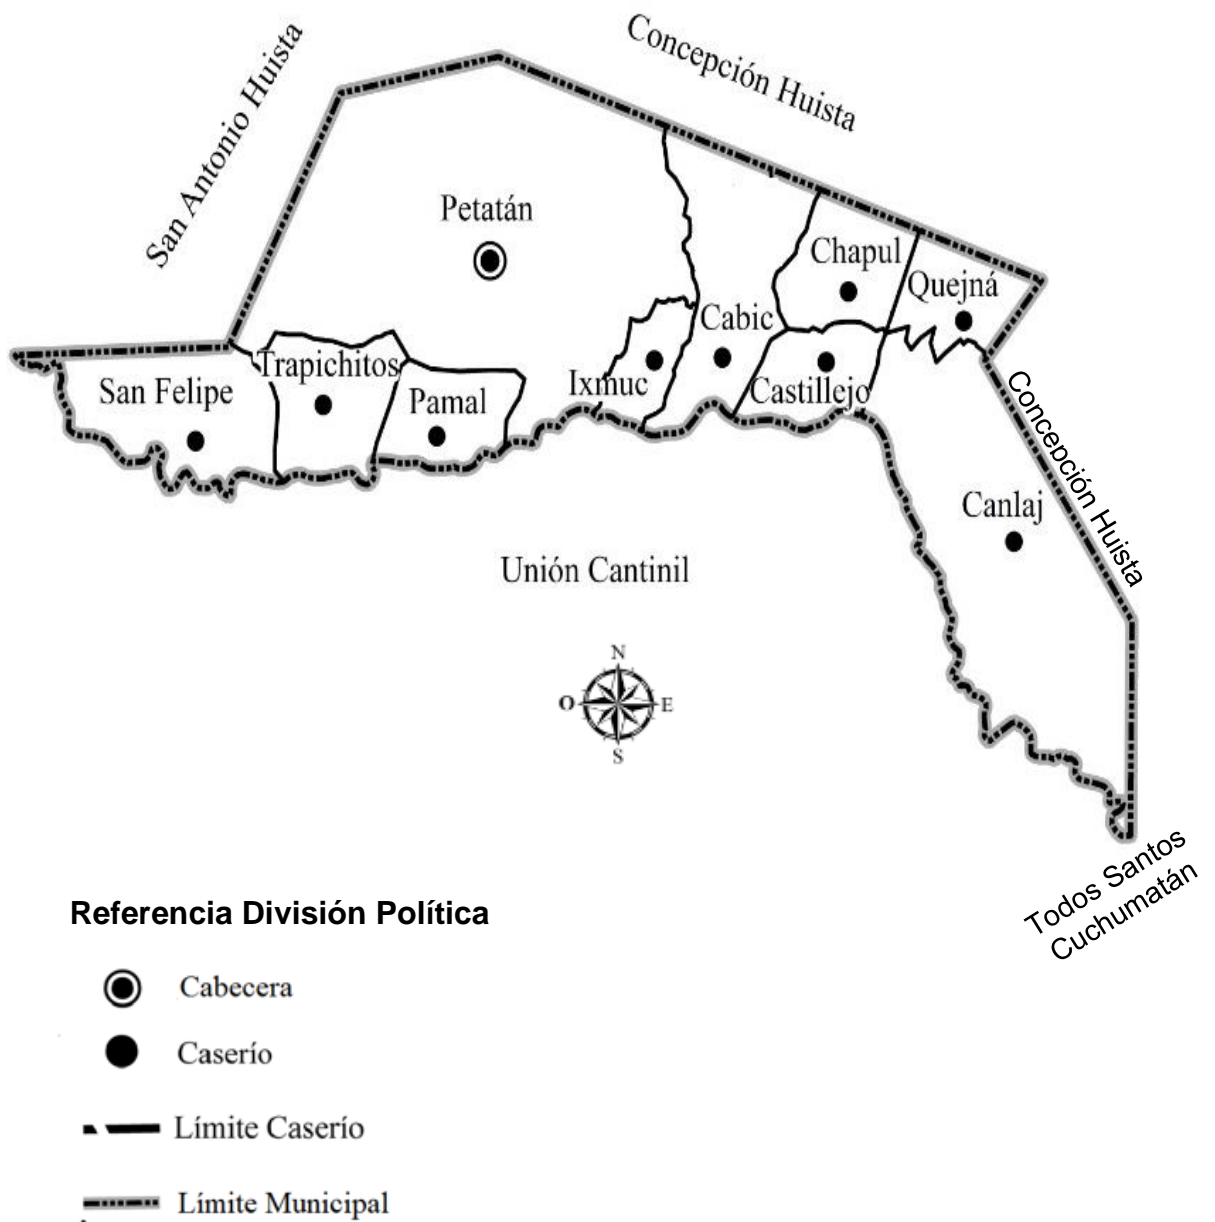 San Antonio Huista
Concepción Huista
Petatán
Chapul
Quejná
Cabic
Trapichitos
San Felipe
Pamal
Ixmuc
Castillejo
Concepción Huista
Canlaj
Unión Cantinil
N
O
E
S
Todos Santos
Cuchumatán
Referencia División Política
Cabecera
Caserío
Límite Caserío
Límite Municipal